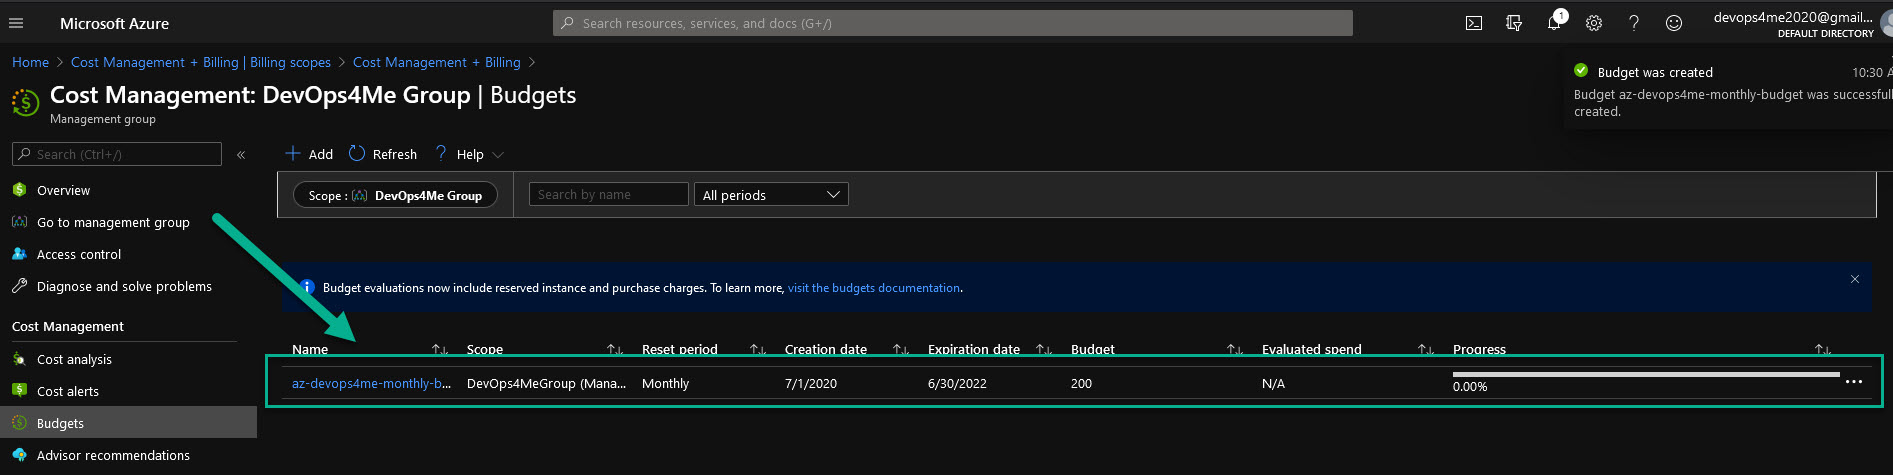 Microsoft Azure
Search resources, services, and docs (G+/)
1
devops4me2020@gmail...
DEFAULT DIRECTORY
Home > Cost Management + Billing | Billing scopes > Cost Management + Billing >
Budget was created
10:30 A
Budget az-devops4me-monthly-budget was successfull
created.
Cost Management: DevOps4Me Group | Budgets
Management group
Search (Ctrl+/)
«
Add
Refresh
? Help
Scope : DevOps4Me Group
Search by name
All periods
Overview
Go to management group
Access control
Diagnose and solve problems
Cost Management
Cost analysis
Cost alerts
Budgets
Advisor recommendations
Budget evaluations now include reserved instance and purchase charges. To learn more, visit the budgets documentation.
Name Scope Reset period Creation date Expiration date Budget Evaluated spend Progress
az-devops4me-monthly-b... DevOps4MeGroup (Mana... Monthly 7/1/2020 6/30/2022 200 N/A 0.00% ...